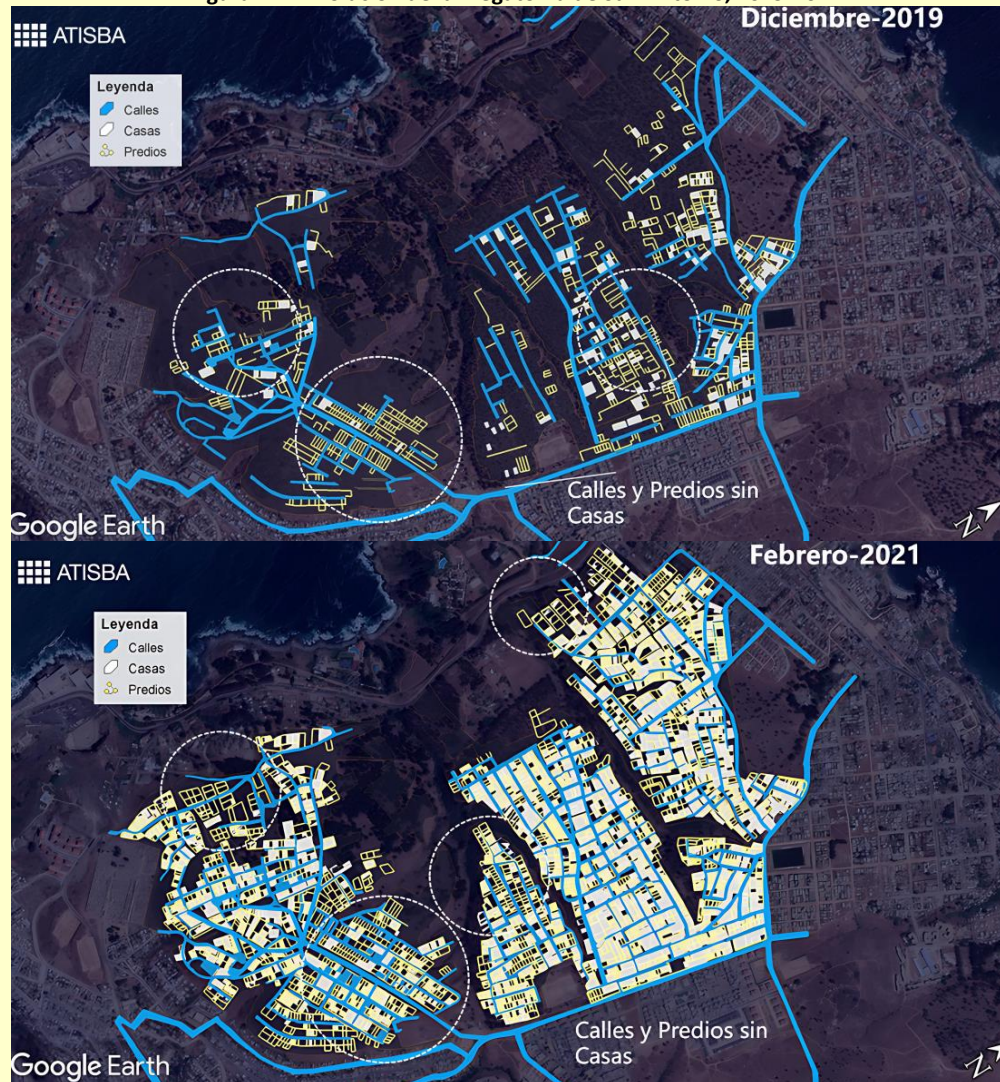 Diciembre-2019
ATISBA
Leyenda
Calles
Casas
Predios
Calles y Predios sin
Casas
Google Earth
N
Febrero-2021
ATISBA
Leyenda
Calles
Casas
Predios
Calles y Predios sin
Casas
Google Earth
N